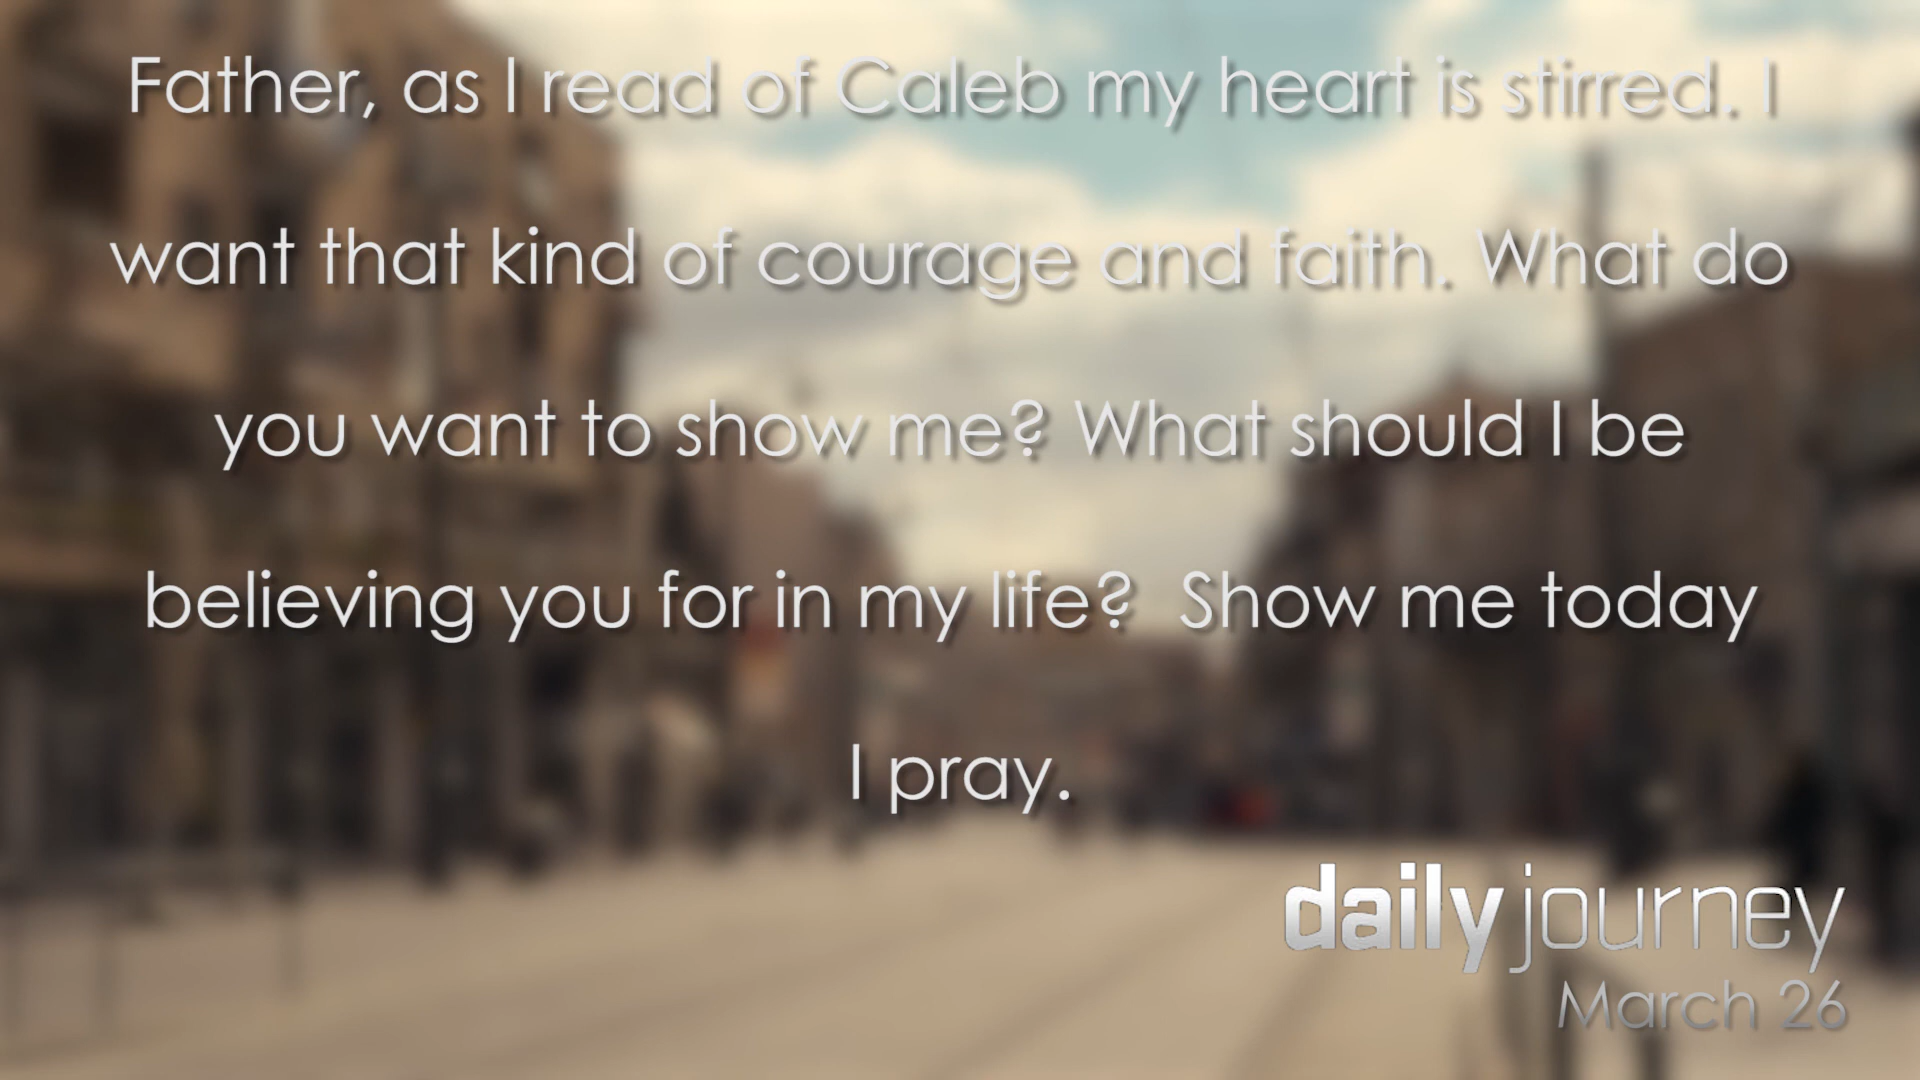 Father, as I read of Caleb my heart is stirred. I
want that kind of courage and faith. What do
you want to show me? What should I be
believing you for in my life?  Show me today
I pray.
dailyjourney
March 26